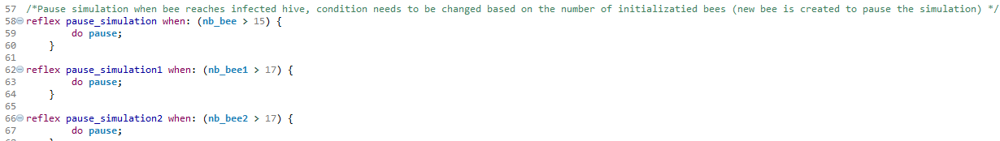 57 /*Pause simulation when bee reaches infected hive, condition needs to be changed based on the number of initializatied bees (new bee is created to pause the simulation) */
58 reflex pause_simulation when: (nb_bee > 15) {
59 do pause;
60 }
61
62 reflex pause_simulation1 when: (nb_bee1 > 17) {
63 do pause;
64 }
65
66 reflex pause_simulation2 when: (nb_bee2 > 17) {
67 do pause;